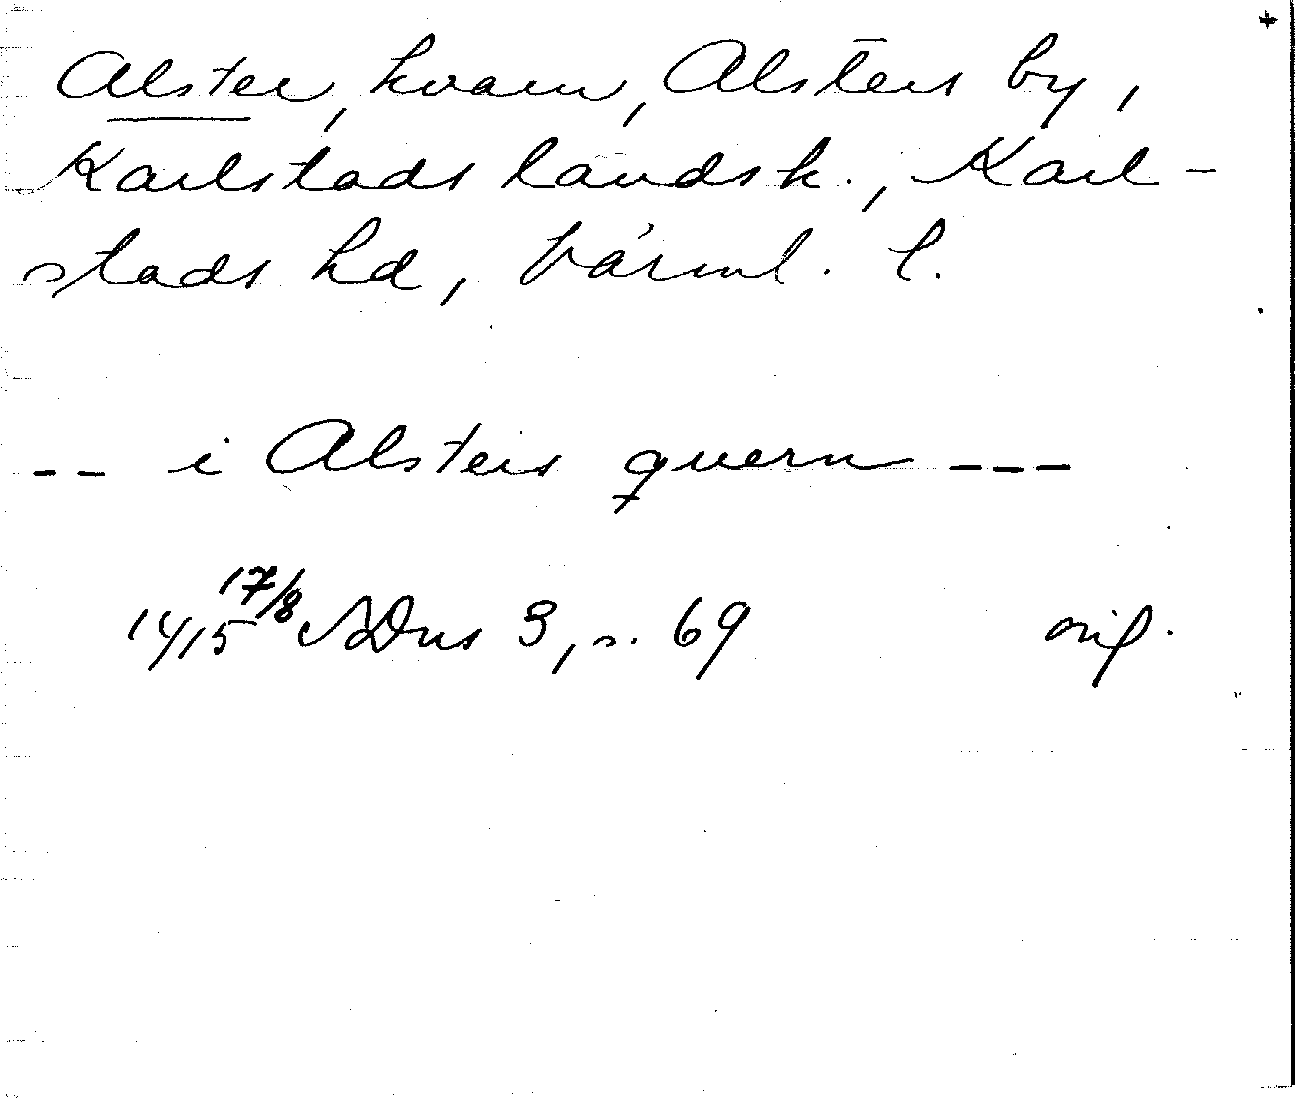 Alster, kvarn, Alsters by,
Karlstads landsk., Karl-
stads hd, Värml. l.
-- i Alsters quern ---
1415 17/8 SDns 3, s. 69 orig.